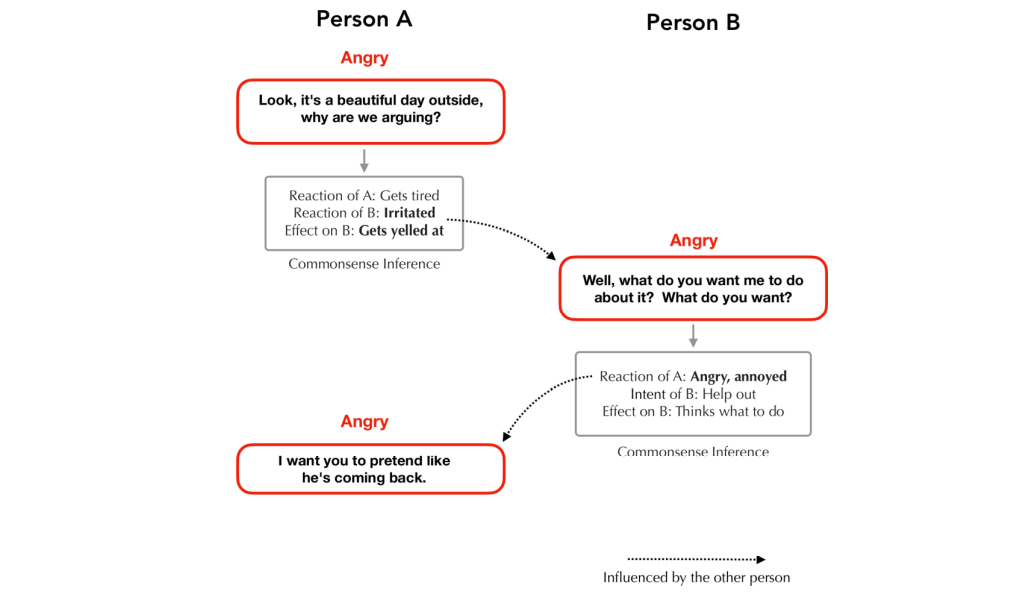 Person A
Person B
Angry
Look, it's a beautiful day outside,
why are we arguing?
Reaction of A: Gets tired
Reaction of B: Irritated
Effect on B: Gets yelled at
Commonsense Inference
Angry
Well, what do you want me to do
about it?  What do you want?
Reaction of A: Angry, annoyed
Intent of B: Help out
Effect on B: Thinks what to do
Commonsense Inference
Angry
I want you to pretend like
he's coming back.
Influenced by the other person